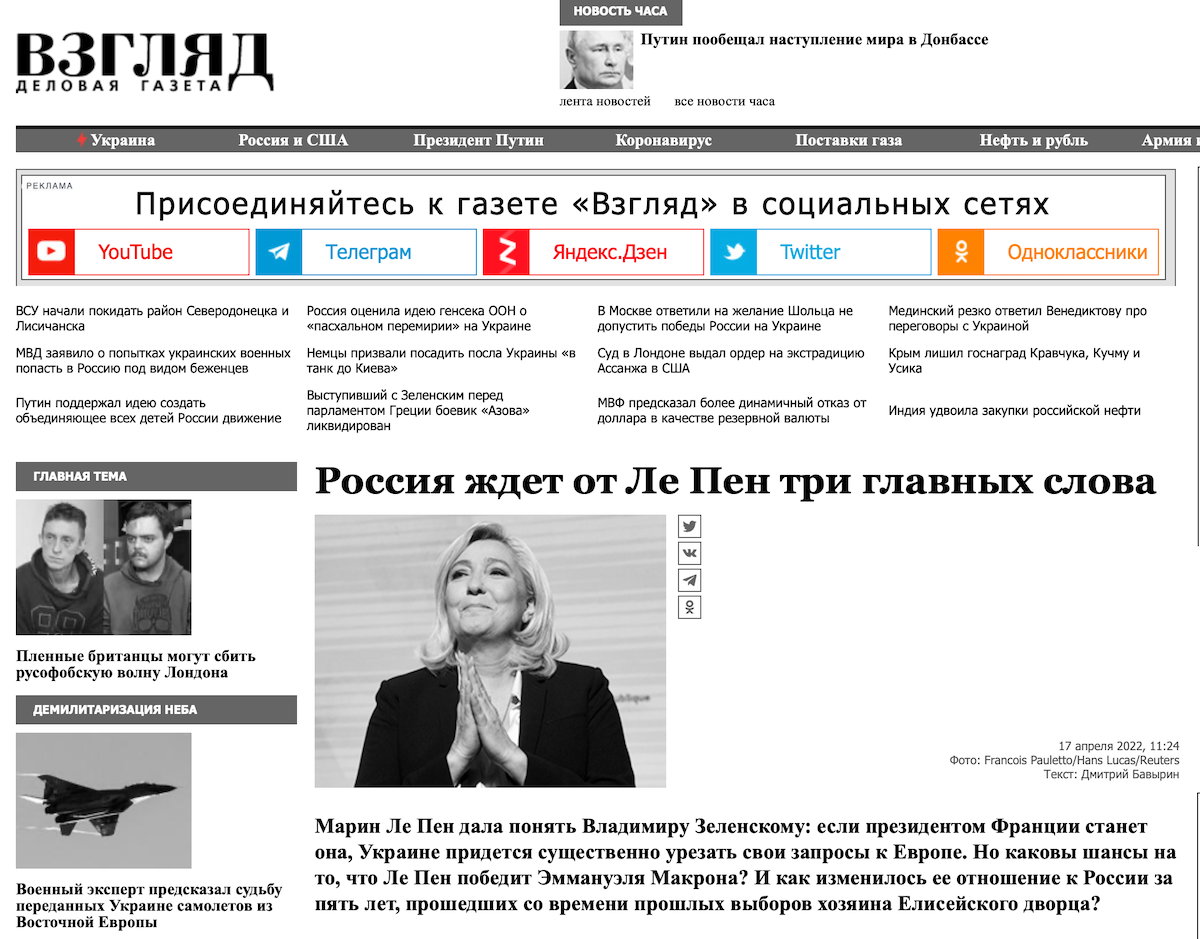 НОВОСТЬ ЧАСА
ВЗГЛЯД
ДЕЛОВАЯ ГАЗЕТА
Путин пообещал наступление мира в Донбассе
лента новостей все новости часа
Украина Россия и США Президент Путин Коронавирус Поставки газа Нефть и рубль Армия и
РЕКЛАМА
Присоединяйтесь к газете «Взгляд» в социальных сетях
YouTube Телеграм Яндекс.Дзен Twitter Одноклассники
ВСУ начали покидать район Северодонецка и
Лисичанска
МВД заявило о попытках украинских военных
попасть в Россию под видом беженцев
Путин поддержал идею создать
объединяющее всех детей России движение
Россия оценила идею генсека ООН о
«пасхальном перемирии» на Украине
Немцы призвали посадить посла Украины «в
танк до Киева»
Выступивший с Зеленским перед
парламентом Греции боевик «Азова»
ликвидирован
В Москве ответили на желание Шольца не
допустить победы России на Украине
Суд в Лондоне выдал ордер на экстрадицию
Ассанжа в США
МВФ предсказал более динамичный отказ от
доллара в качестве резервной валюты
Мединский резко ответил Венедиктову про
переговоры с Украиной
Крым лишил госнаград Кравчука, Кучму и
Усика
Индия удвоила закупки российской нефти
ГЛАВНАЯ ТЕМА
Пленные британцы могут сбить
русофобскую волну Лондона
ДЕМИЛИТАРИЗАЦИЯ НЕБА
Военный эксперт предсказал судьбу
переданных Украине самолетов из
Восточной Европы
Россия ждет от Ле Пен три главных слова
publique
17 апреля 2022, 11:24
Фото: Francois Pauletto/Hans Lucas/Reuters
Текст: Дмитрий Бавырин
Марин Ле Пен дала понять Владимиру Зеленскому: если президентом Франции станет
она, Украине придется существенно урезать свои запросы к Европе. Но каковы шансы на
то, что Ле Пен победит Эммануэля Макрона? И как изменилось ее отношение к России за
пять лет, прошедших со времени прошлых выборов хозяина Елисейского дворца?